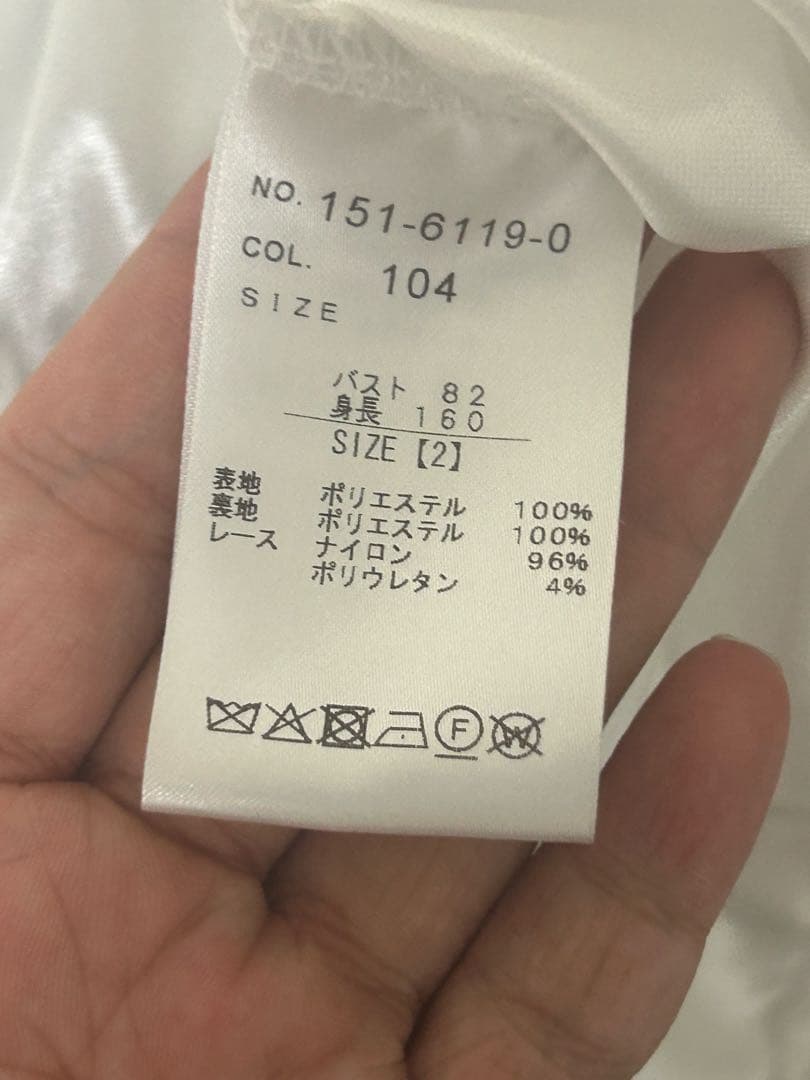 NO. 151-6119-0
COL. 104
SIZE
バスト 82
身長 160
SIZE【2】
表地 ポリエステル 100%
裏地 ポリエステル 100%
レース ナイロン 96%
ポリウレタン 4%
F W